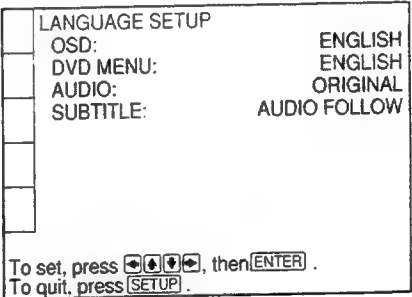 LANGUAGE SETUP
OSD: ENGLISH
DVD MENU: ENGLISH
AUDIO: ORIGINAL
SUBTITLE: AUDIO FOLLOW
To set, press , then ENTER .
To quit, press SETUP .